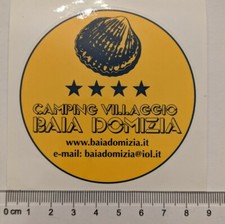 CAMPING VILLAGGIO
BAIA DOMIZIA
www.baiadomizia.it
e-mail: baiadomizia@iol.it
0 cm 1 2 3 4 5 6 7 8 9